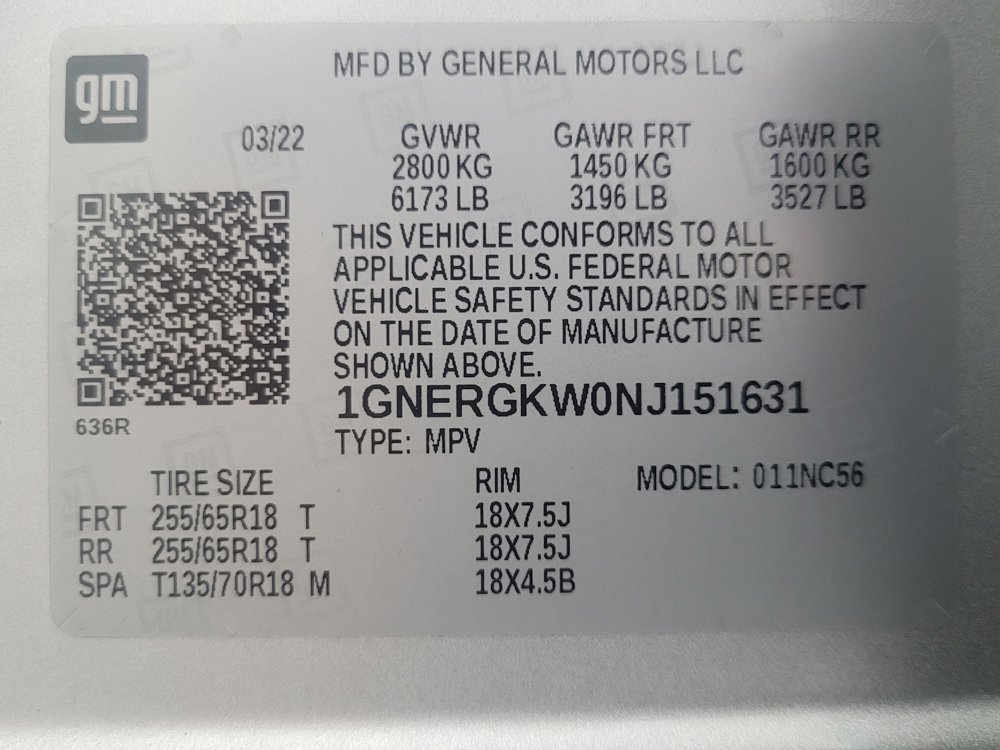 gm
MFD BY GENERAL MOTORS LLC
03/22 GVWR GAWR FRT GAWR RR
2800 KG 1450 KG 1600 KG
6173 LB 3196 LB 3527 LB
THIS VEHICLE CONFORMS TO ALL
APPLICABLE U.S. FEDERAL MOTOR
VEHICLE SAFETY STANDARDS IN EFFECT
ON THE DATE OF MANUFACTURE
SHOWN ABOVE.
1GNERGKW0NJ151631
636R
TYPE: MPV
TIRE SIZE RIM MODEL: 011NC56
FRT 255/65R18 T 18X7.5J
RR 255/65R18 T 18X7.5J
SPA T135/70R18 M 18X4.5B